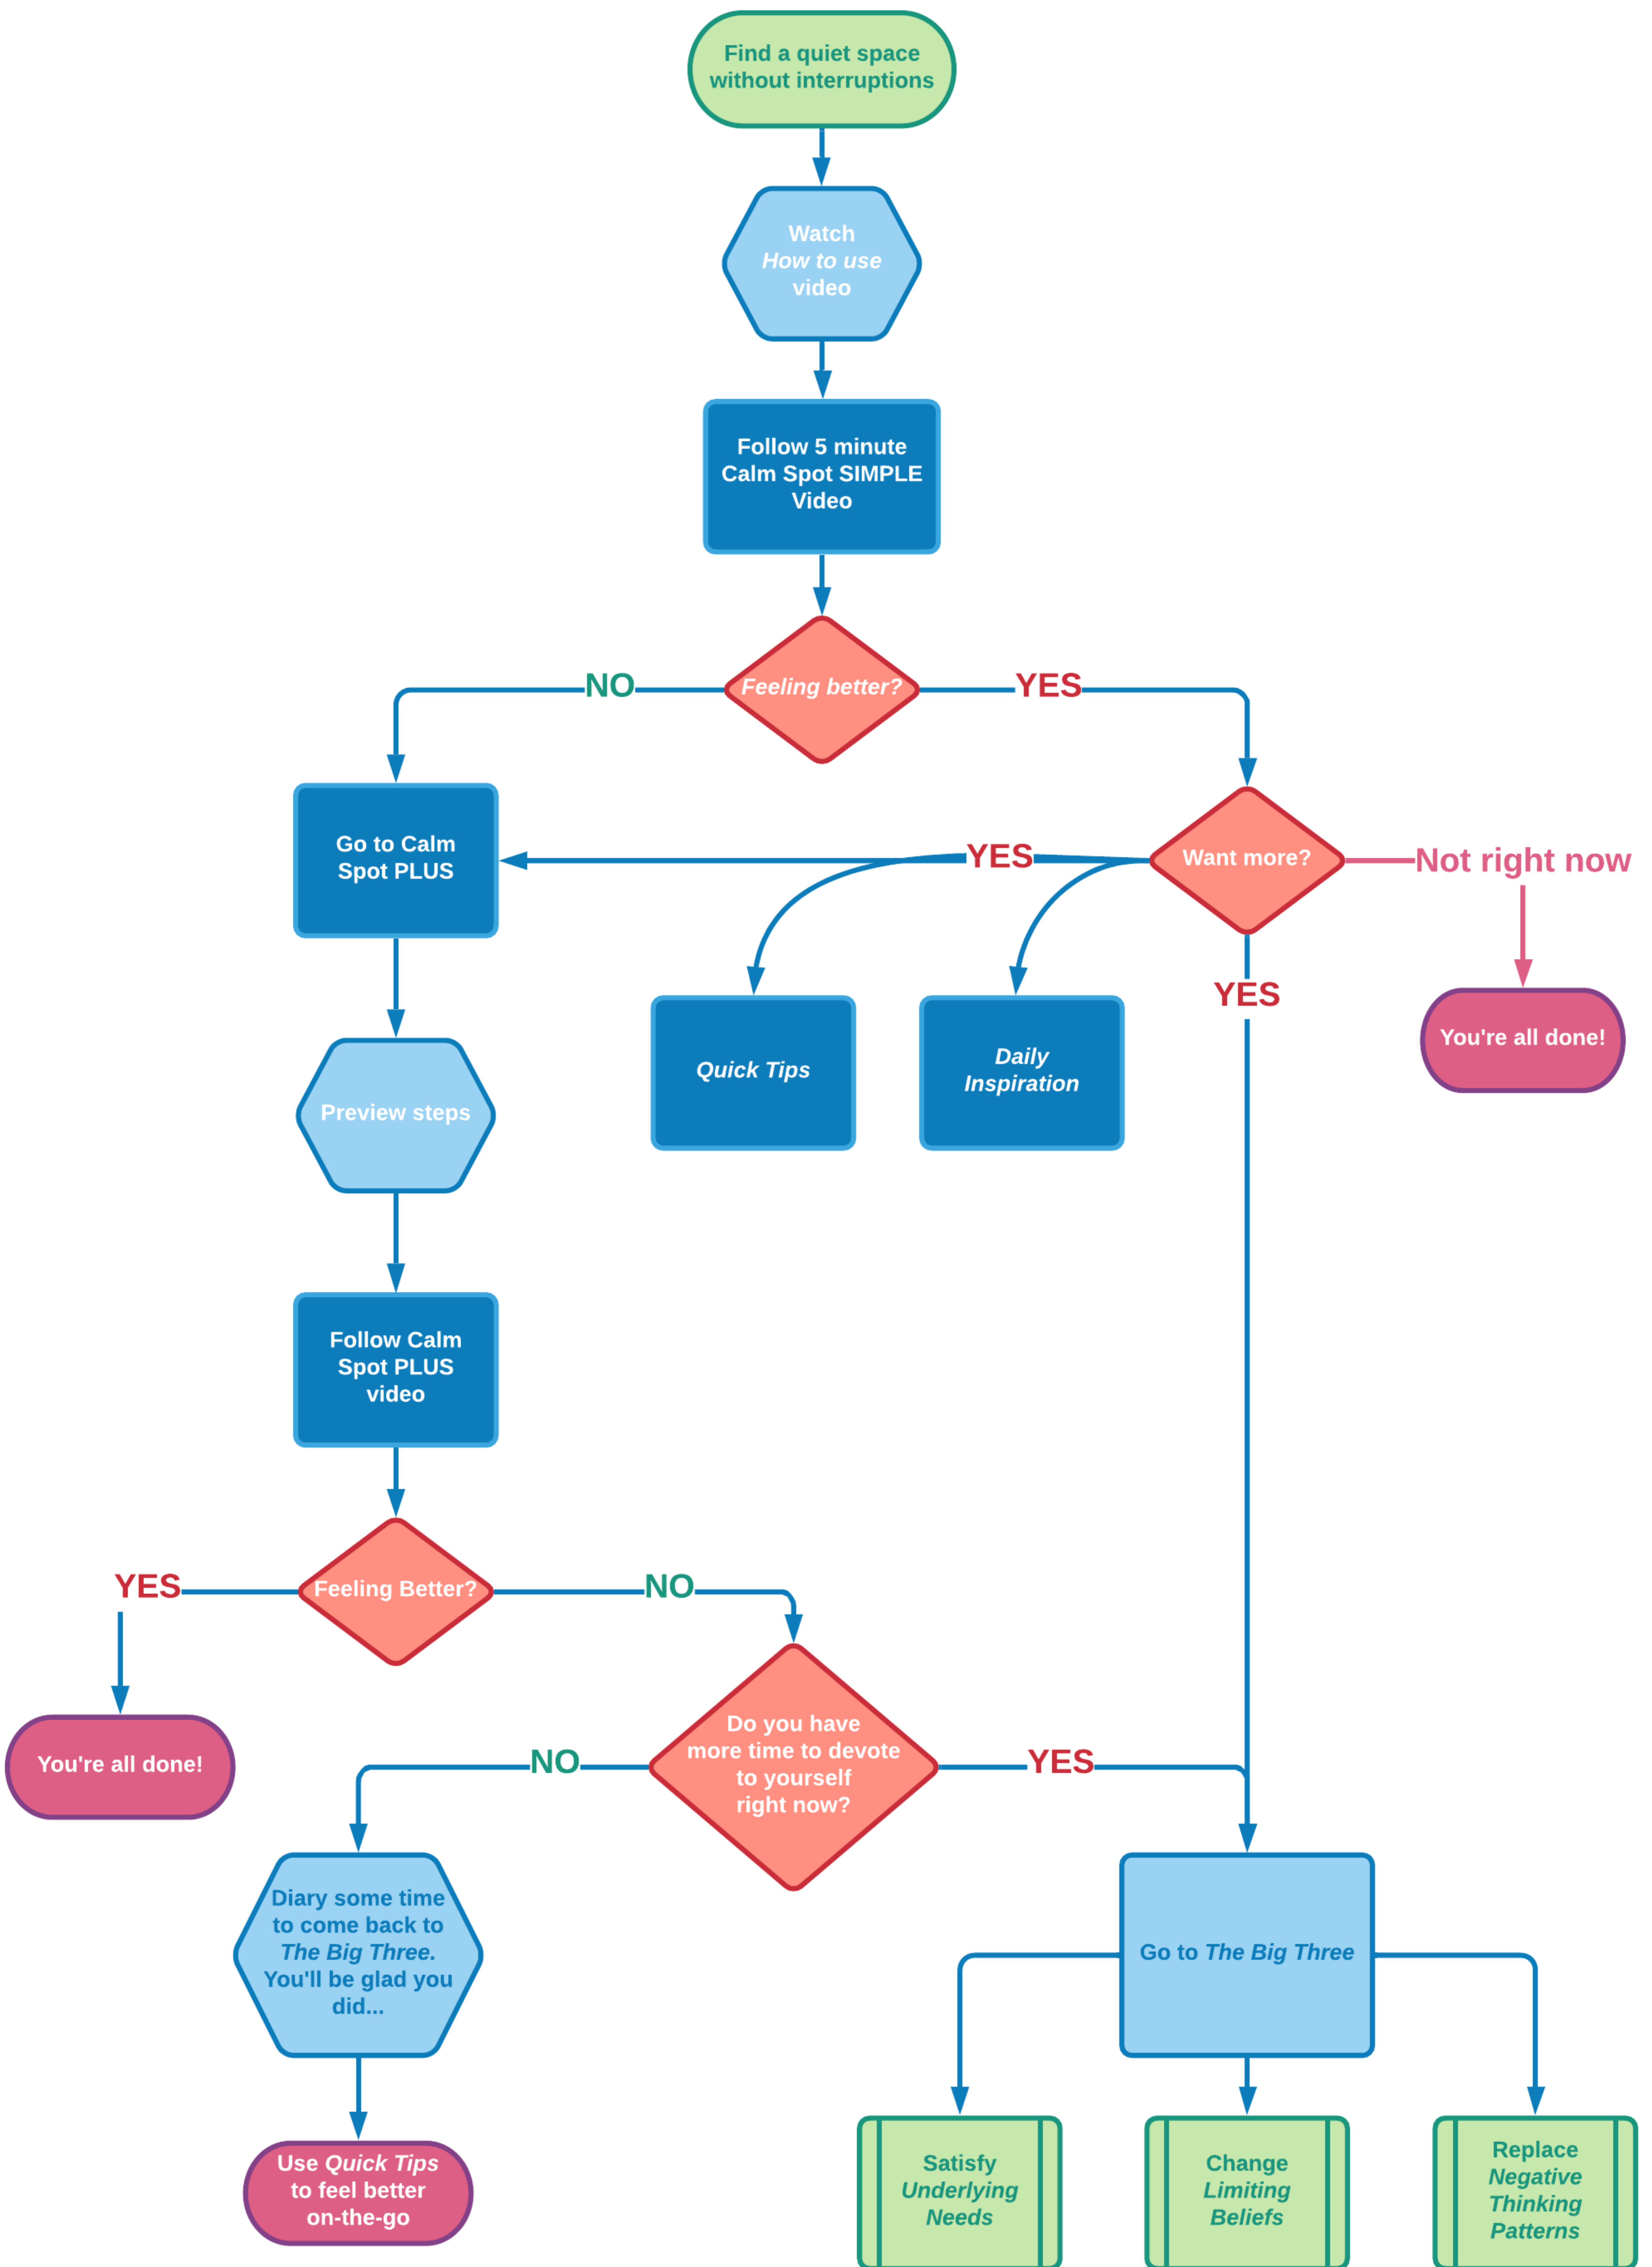 Find a quiet space
without interruptions
Watch
How to use
video
Follow 5 minute
Calm Spot SIMPLE
Video
Feeling better?
NO
YES
Go to Calm
Spot PLUS
YES
Want more?
Not right now
YES
You're all done!
Quick Tips
Daily
Inspiration
Preview steps
Follow Calm
Spot PLUS
video
Feeling Better?
YES
NO
You're all done!
Do you have
more time to devote
to yourself
right now?
NO
YES
Diary some time
to come back to
The Big Three.
You'll be glad you
did...
Go to The Big Three
Use Quick Tips
to feel better
on-the-go
Satisfy
Underlying
Needs
Change
Limiting
Beliefs
Replace
Negative
Thinking
Patterns